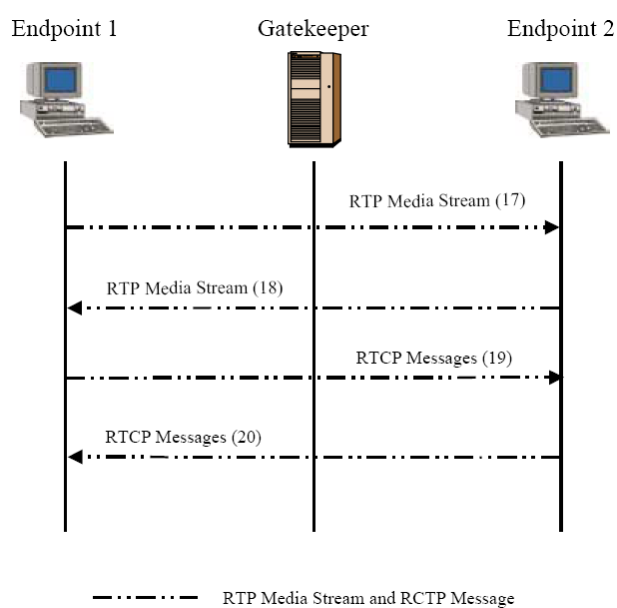 Endpoint 1 Gatekeeper Endpoint 2
RTP Media Stream (17)
RTP Media Stream (18)
RTCP Messages (19)
RTCP Messages (20)
RTP Media Stream and RCTP Message